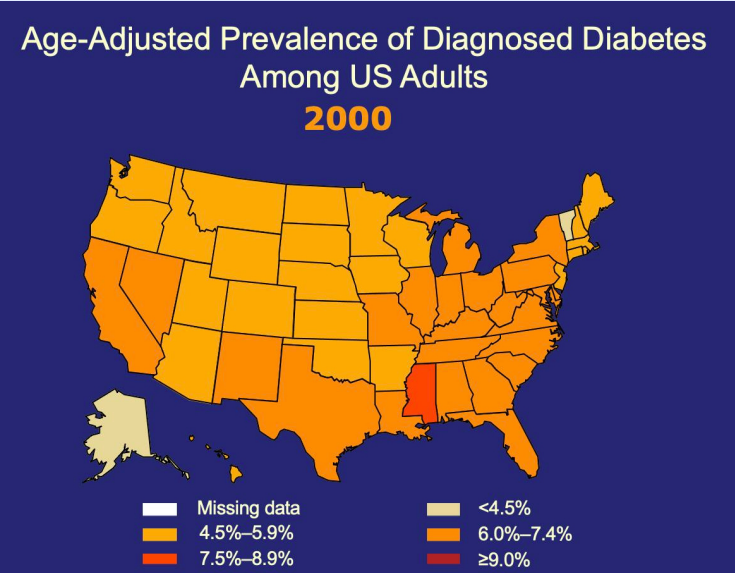 Age-Adjusted Prevalence of Diagnosed Diabetes
Among US Adults
2000
Missing data
<4.5%
4.5%–5.9%
6.0%–7.4%
7.5%–8.9%
≥9.0%